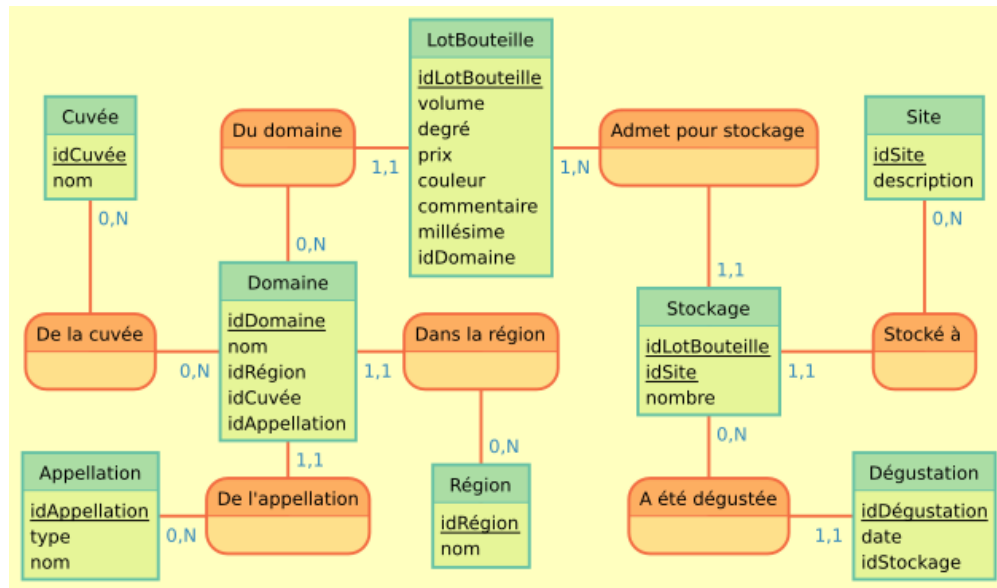 LotBouteille
idLotBouteille
volume
degré
prix
couleur
commentaire
millésime
idDomaine
Cuvée
idCuvée
nom
0,N
Du domaine
1,1
0,N
1,N
Admet pour stockage
1,1
Site
idSite
description
0,N
De la cuvée
0,N
Domaine
idDomaine
nom
idRégion
idCuvée
idAppellation
1,1
1,1
Dans la région
0,N
Stockage
idLotBouteille
idSite
nombre
1,1
0,N
Stocké à
Appellation
idAppellation
type
nom
0,N
De l'appellation
Région
idRégion
nom
A été dégustée
1,1
Dégustation
idDégustation
date
idStockage